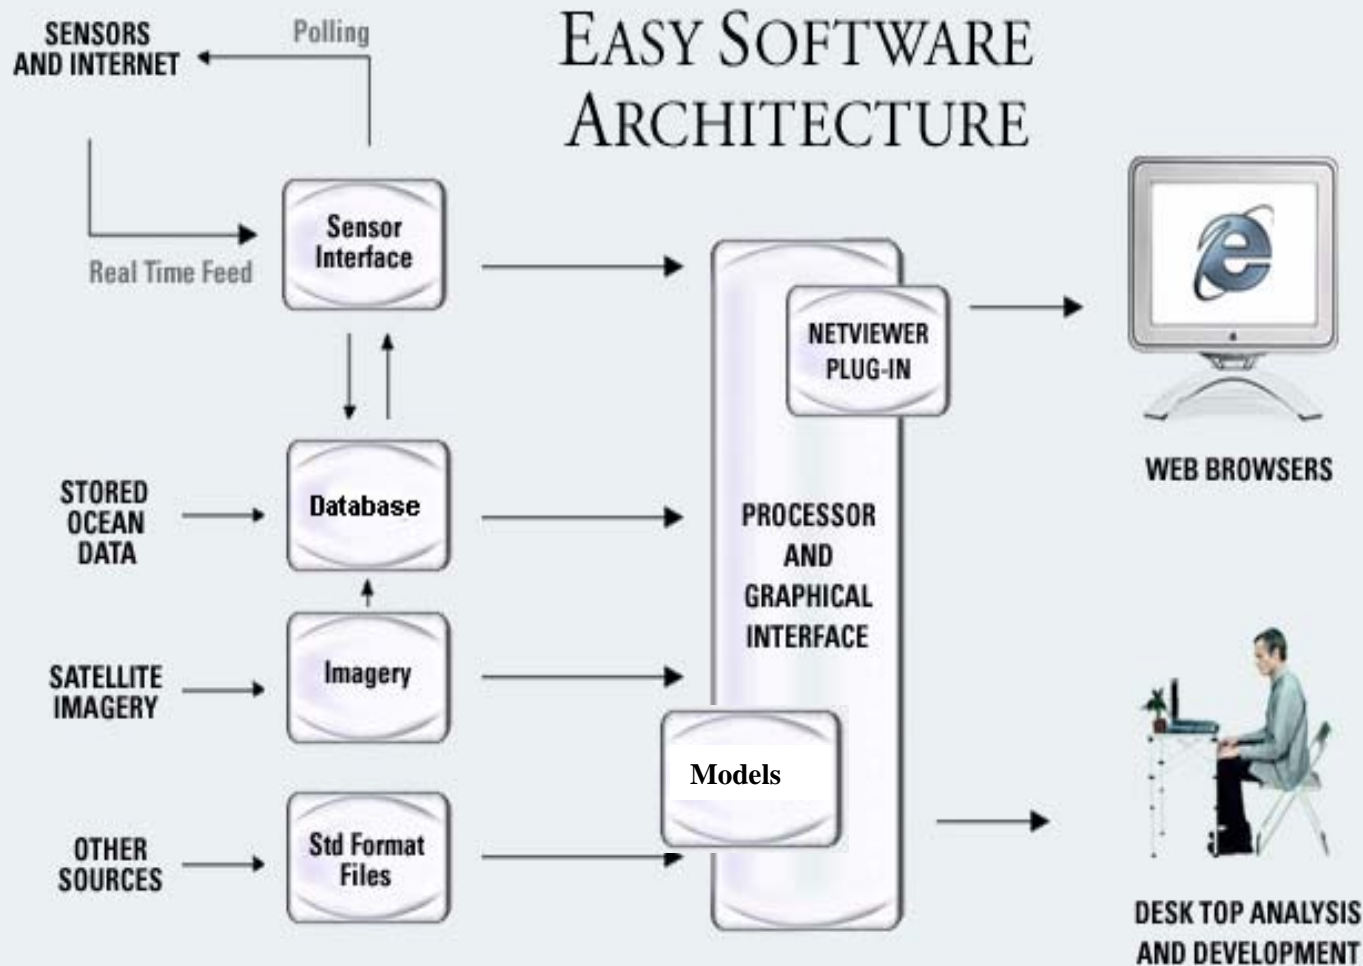 EASY SOFTWARE
ARCHITECTURE
SENSORS
AND INTERNET
Polling
Real Time Feed
Sensor
Interface
NETVIEWER
PLUG-IN
WEB BROWSERS
STORED
OCEAN
DATA
Database
PROCESSOR
AND
GRAPHICAL
INTERFACE
SATELLITE
IMAGERY
Imagery
Models
OTHER
SOURCES
Std Format
Files
DESK TOP ANALYSIS
AND DEVELOPMENT